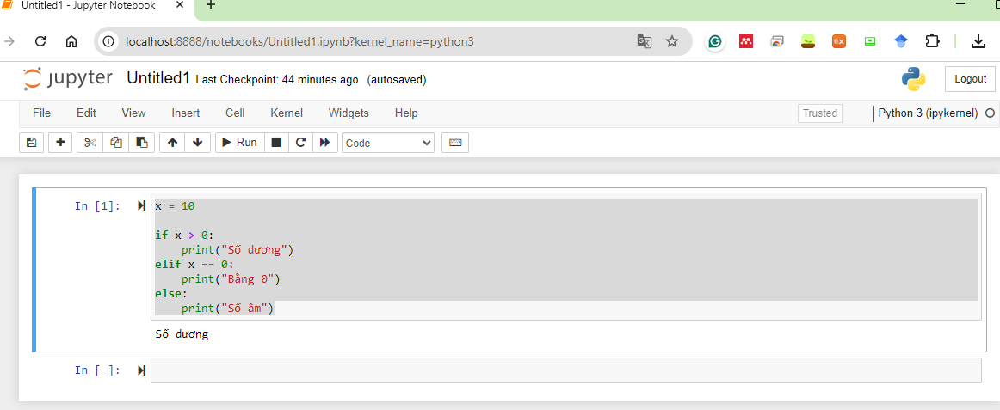 Untitled1 - Jupyter Notebook
localhost:8888/notebooks/Untitled1.ipynb?kernel_name=python3
jupyter Untitled1 Last Checkpoint: 44 minutes ago (autosaved) Logout
File Edit View Insert Cell Kernel Widgets Help Trusted Python 3 (ipykernel)
Run Code
In [1]: x = 10
if x > 0:
    print("Số dương")
elif x == 0:
    print("Bằng 0")
else:
    print("Số âm")
Số dương
In [ ]: